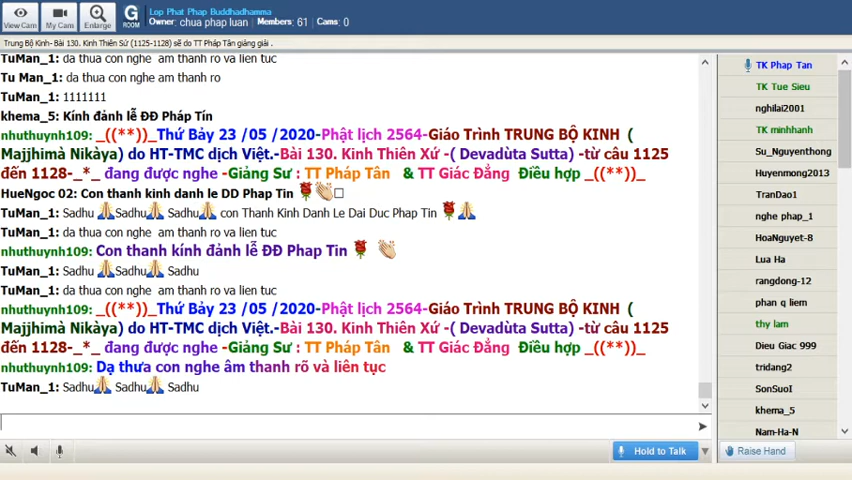 View Cam
My Cam
Enlarge
G
ROOM
Lop Phat Phap Buddhadhamma
Owner: chua phap luan Members: 61 Cams: 0
Trung Bộ Kinh- Bài 130. Kinh Thiên Sứ (1125-1128) sẽ do TT Pháp Tân giảng giải .
TuMan_1: da thua con nghe am thanh ro va lien tuc
Tu Man_1: da thua con nghe am thanh ro
TuMan_1: 1111111
khema_5: Kính đảnh lễ ĐĐ Pháp Tín
nhuthuynh109: _((**))_Thứ Bảy 23 /05 /2020-Phật lịch 2564-Giáo Trình TRUNG BỘ KINH (
Majjhimà Nikàya) do HT-TMC dịch Việt.-Bài 130. Kinh Thiên Xứ -( Devadùta Sutta) -từ câu 1125
đến 1128-_*_ đang được nghe -Giảng Sư : TT Pháp Tân & TT Giác Đẳng Điều hợp _((**))_
HueNgoc 02: Con thanh kinh danh le DD Phap Tin
TuMan_1: Sadhu Sadhu Sadhu con Thanh Kinh Danh Le Dai Duc Phap Tin
TuMan_1: da thua con nghe am thanh ro va lien tuc
nhuthuynh109: Con thanh kính đảnh lễ ĐĐ Phap Tin
TuMan_1: Sadhu Sadhu Sadhu
TuMan_1: da thua con nghe am thanh ro va lien tuc
nhuthuynh109: _((**))_Thứ Bảy 23 /05 /2020-Phật lịch 2564-Giáo Trình TRUNG BỘ KINH (
Majjhimà Nikàya) do HT-TMC dịch Việt.-Bài 130. Kinh Thiên Xứ -( Devadùta Sutta) -từ câu 1125
đến 1128-_*_ đang được nghe -Giảng Sư : TT Pháp Tân & TT Giác Đẳng Điều hợp _((**))_
nhuthuynh109: Dạ thưa con nghe âm thanh rõ và liên tục
TuMan_1: Sadhu Sadhu Sadhu
Hold to Talk
TK Phap Tan
TK Tue Sieu
nghilai2001
TK minhhanh
Su_Nguyenthong
Huyenmong2013
TranDao1
nghe phap_1
HoaNguyet-8
Lua Ha
rangdong-12
phan q liem
thy lam
Dieu Giac 999
tridang2
SonSuoI
khema_5
Nam-Ha-N
Raise Hand